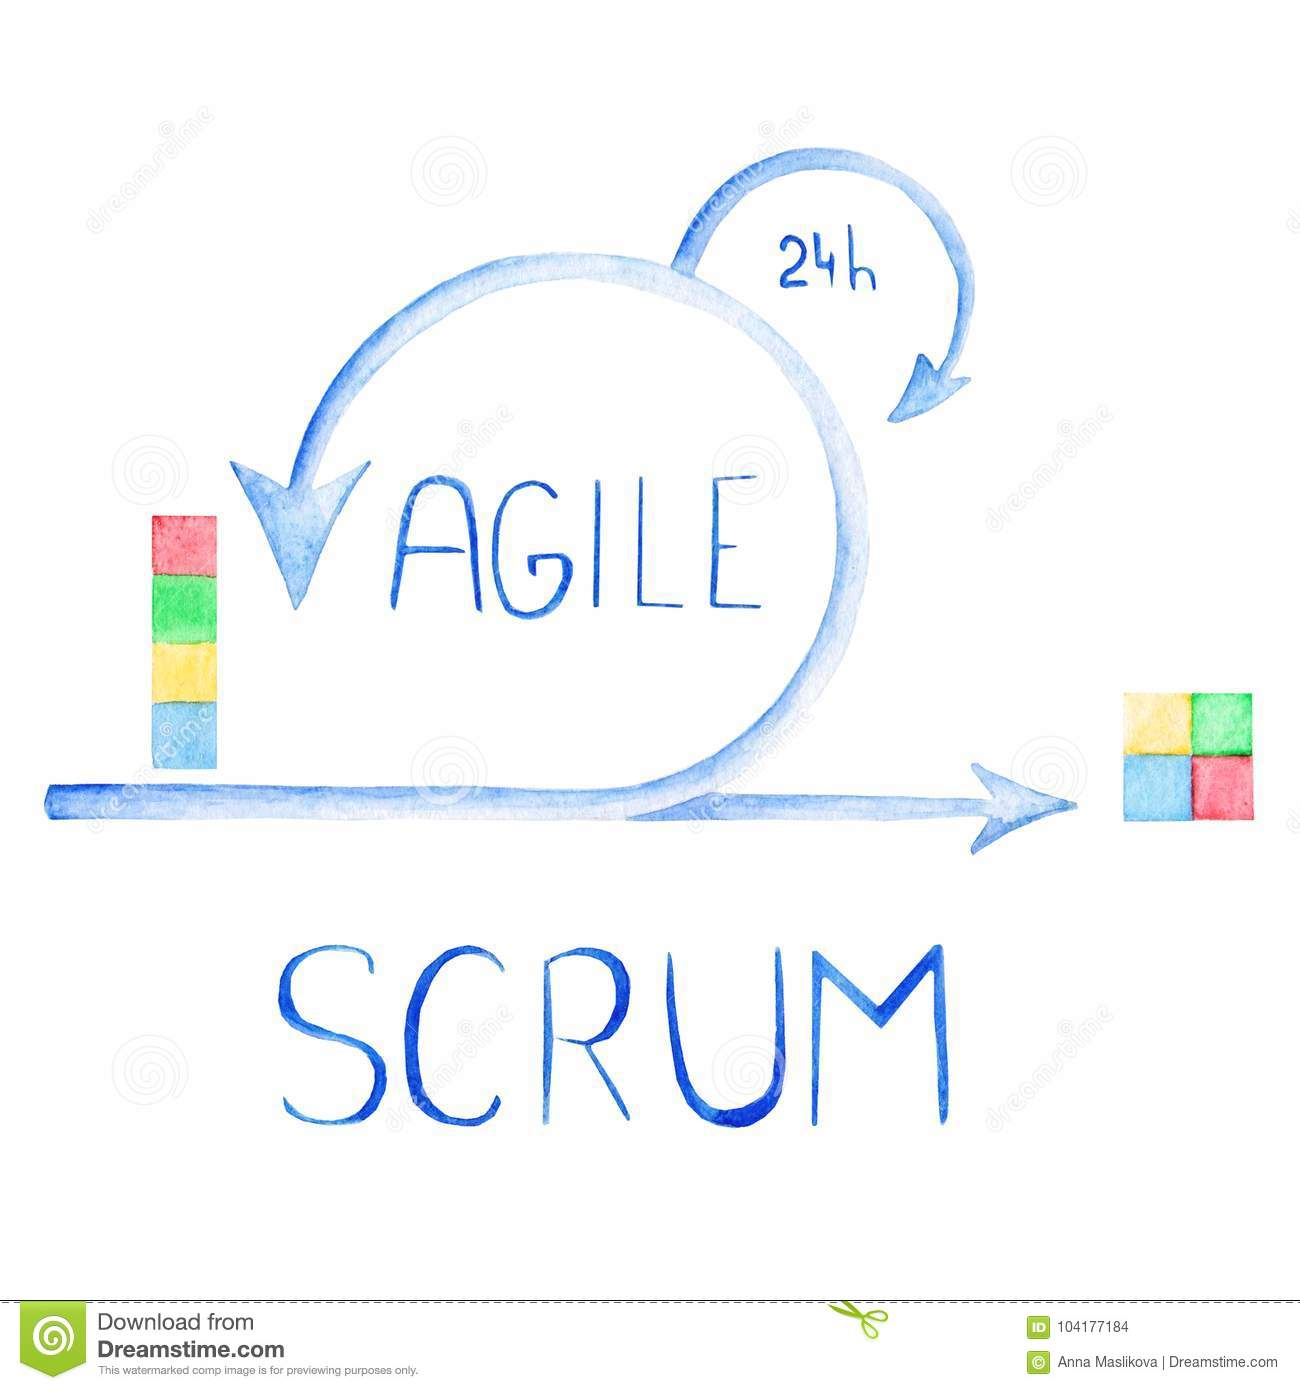 24h
AGILE
SCRUM
dreamstime
Download from
Dreamstime.com
This watermarked comp image is for previewing purposes only.
ID 104177184
© Anna Maslikova | Dreamstime.com